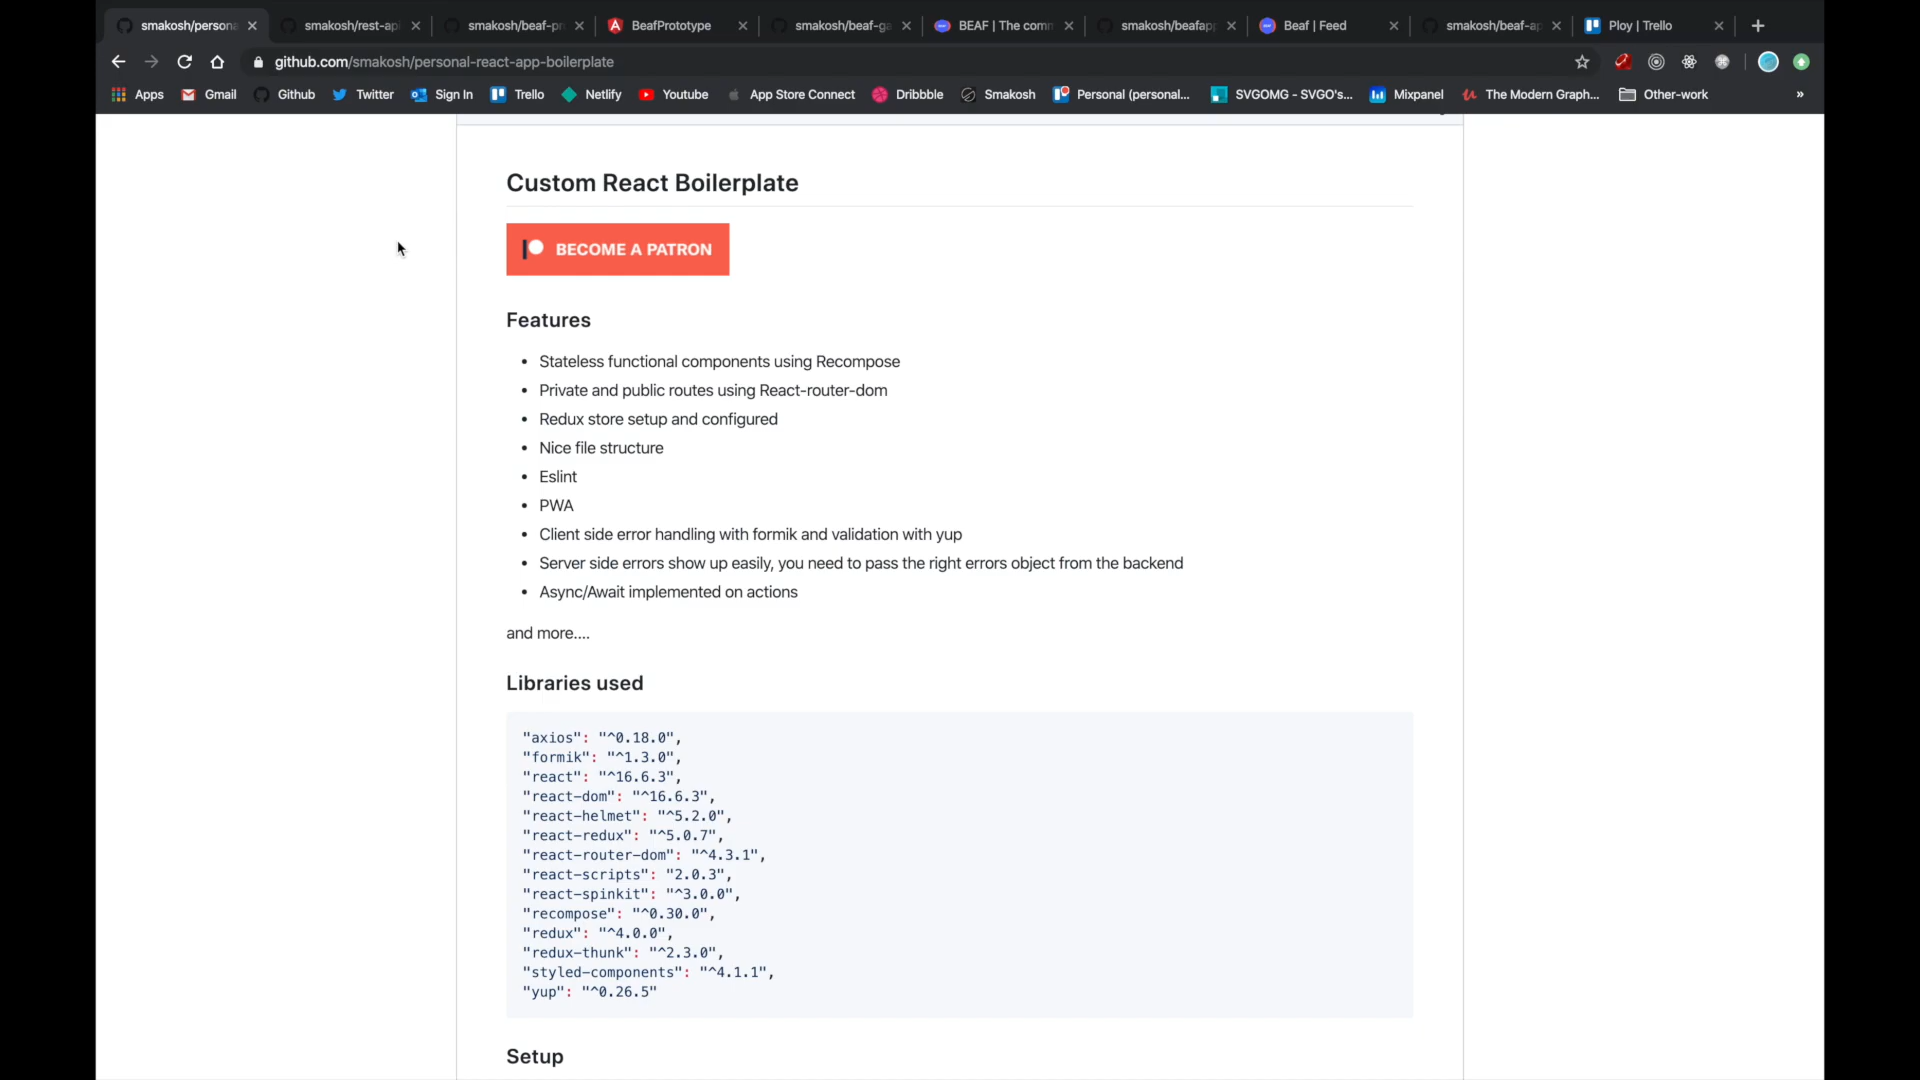 smakosh/persona
smakosh/rest-api
smakosh/beaf-pr
BeafPrototype
smakosh/beaf-ga
BEAF | The comm
smakosh/beafapp
Beaf | Feed
smakosh/beaf-ap
Ploy | Trello
github.com/smakosh/personal-react-app-boilerplate
Apps
Gmail
Github
Twitter
Sign In
Trello
Netlify
Youtube
App Store Connect
Dribbble
Smakosh
Personal (personal...
SVGOMG - SVGO's...
Mixpanel
The Modern Graph...
Other-work
»
Custom React Boilerplate
BECOME A PATRON
Features
• Stateless functional components using Recompose
• Private and public routes using React-router-dom
• Redux store setup and configured
• Nice file structure
• Eslint
• PWA
• Client side error handling with formik and validation with yup
• Server side errors show up easily, you need to pass the right errors object from the backend
• Async/Await implemented on actions
and more....
Libraries used
"axios": "^0.18.0",
"formik": "^1.3.0",
"react": "^16.6.3",
"react-dom": "^16.6.3",
"react-helmet": "^5.2.0",
"react-redux": "^5.0.7",
"react-router-dom": "^4.3.1",
"react-scripts": "2.0.3",
"react-spinkit": "^3.0.0",
"recompose": "^0.30.0",
"redux": "^4.0.0",
"redux-thunk": "^2.3.0",
"styled-components": "^4.1.1",
"yup": "^0.26.5"
Setup